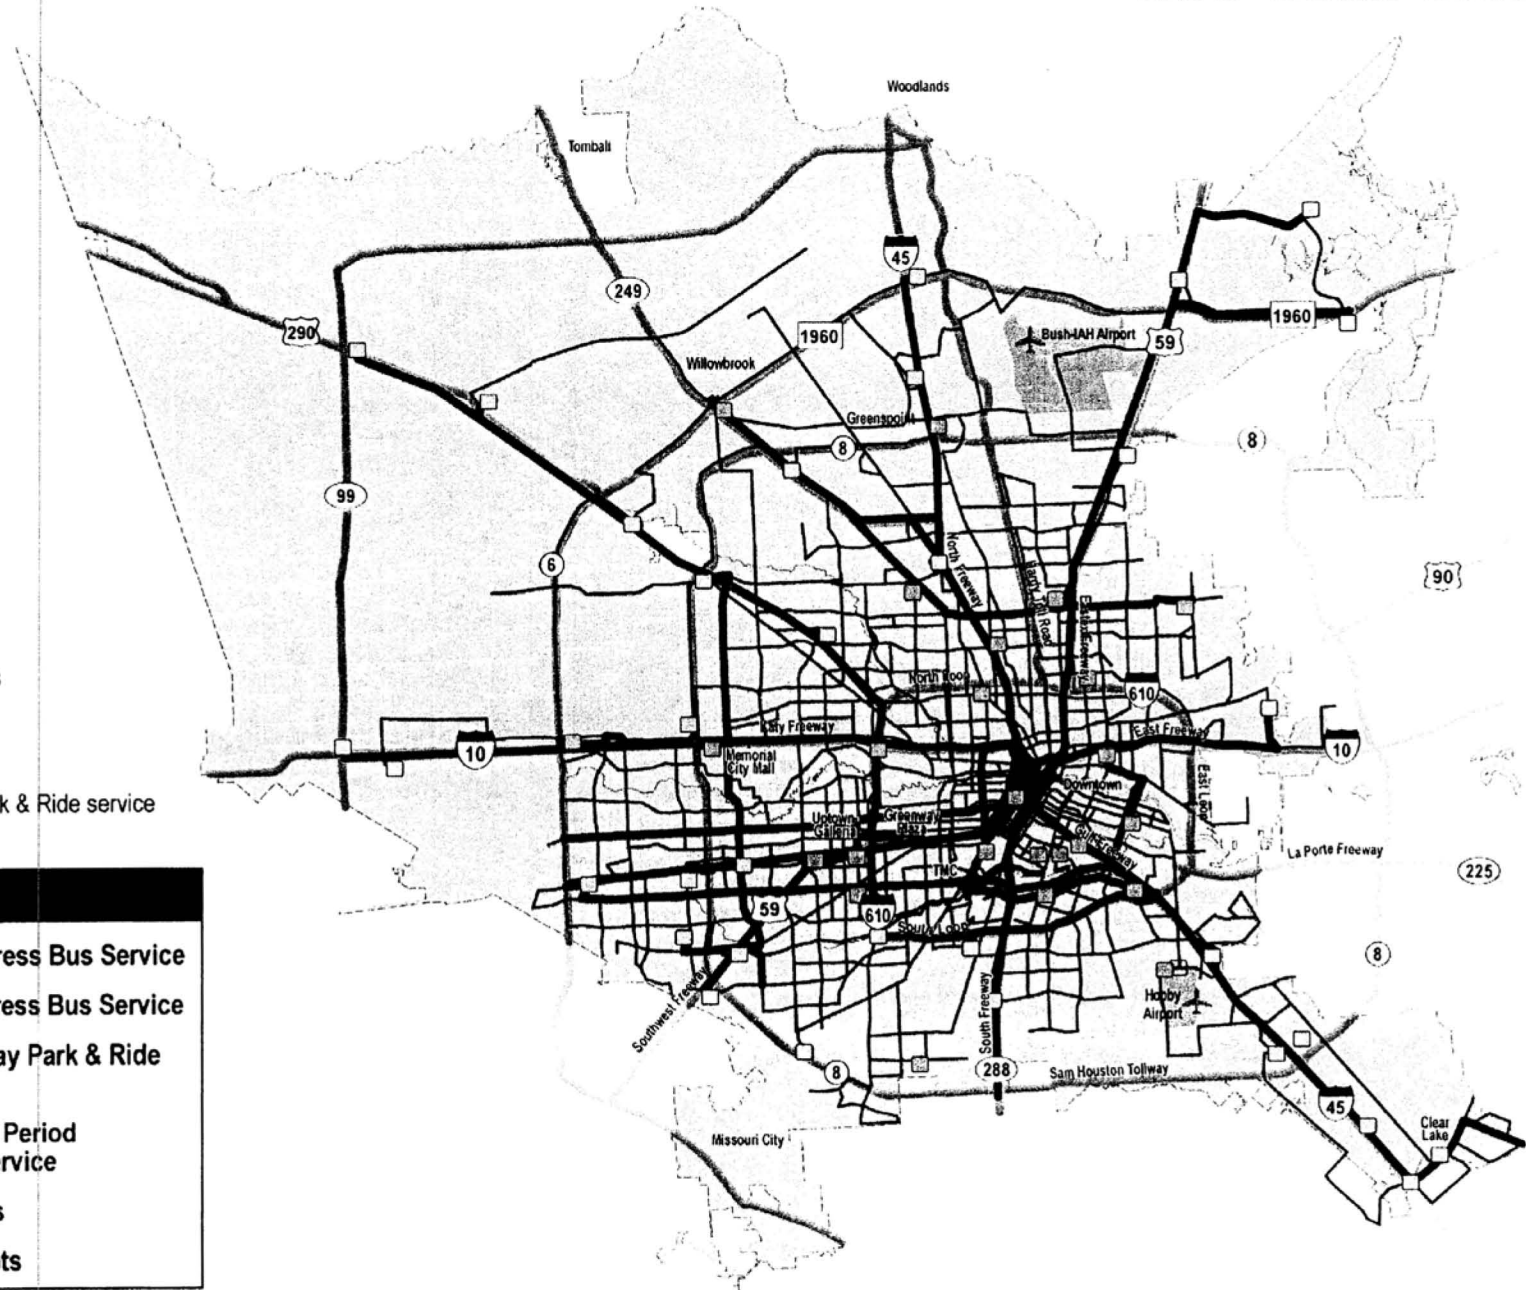 Woodlands
Tomball
45
249
290
1960
1960
Bush-IAH Airport
59
Willowbrook
Greenspoint
8
8
99
6
North Freeway
Hardy Toll Road
Eastex Freeway
90
North Loop
610
Katy Freeway
East Freeway
10
10
Memorial
City Mall
Downtown
East Loop
k & Ride service
Uptown
Galleria
Greenway
Plaza
Gulf Freeway
La Porte Freeway
TMC
225
59
610
South Loop
ress Bus Service
ress Bus Service
ay Park & Ride
Period
ervice
s
ts
8
Southwest Freeway
South Freeway
Hobby
Airport
8
288
Sam Houston Tollway
45
Missouri City
Clear
Lake